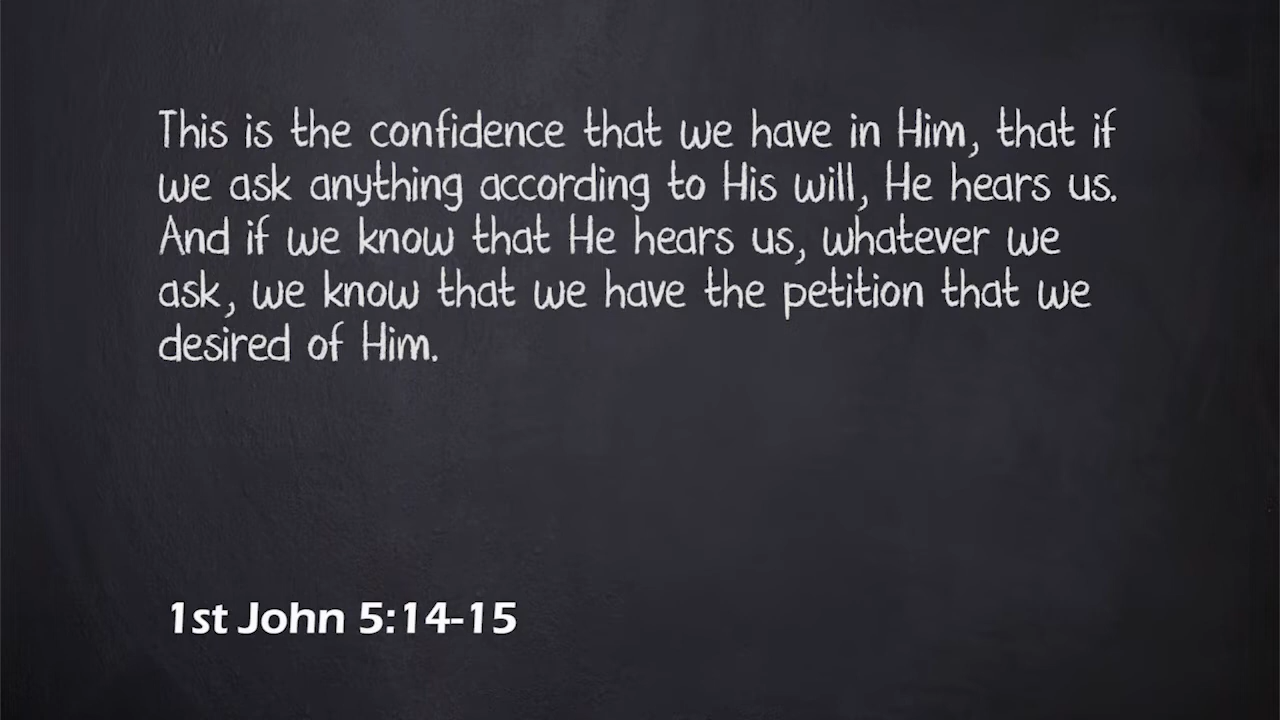 This is the confidence that we have in Him, that if
we ask anything according to His will, He hears us.
And if we know that He hears us, whatever we
ask, we know that we have the petition that we
desired of Him.
1st John 5:14-15